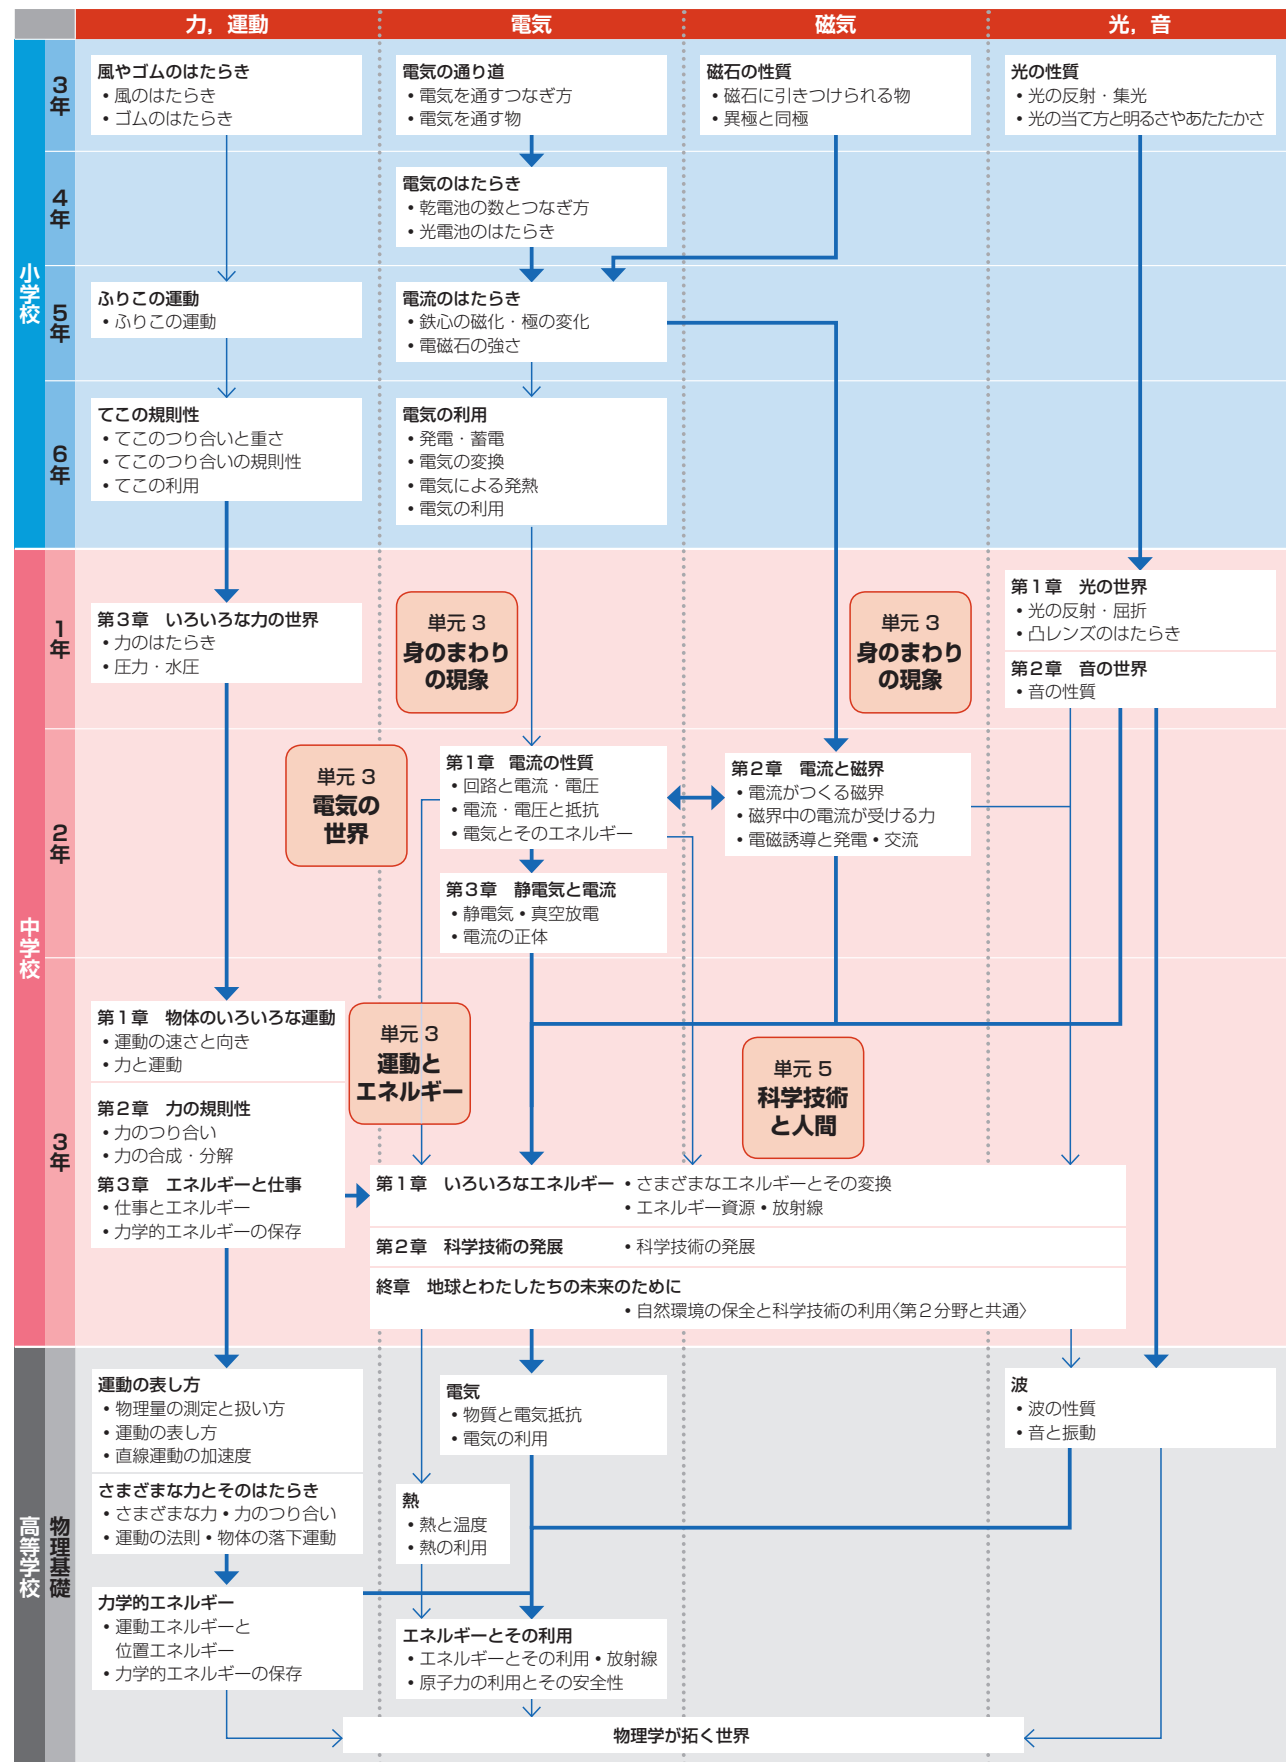 力，運動
電気
磁気
光，音
小学校
3年
風やゴムのはたらき
・風のはたらき
・ゴムのはたらき
電気の通り道
・電気を通すつなぎ方
・電気を通す物
磁石の性質
・磁石に引きつけられる物
・異極と同極
光の性質
・光の反射・集光
・光の当て方と明るさやあたたかさ
4年
電気のはたらき
・乾電池の数とつなぎ方
・光電池のはたらき
5年
ふりこの運動
・ふりこの運動
電流のはたらき
・鉄心の磁化・極の変化
・電磁石の強さ
6年
てこの規則性
・てこのつり合いと重さ
・てこのつり合いの規則性
・てこの利用
電気の利用
・発電・蓄電
・電気の変換
・電気による発熱
・電気の利用
中学校
1年
第3章　いろいろな力の世界
・力のはたらき
・圧力・水圧
単元 3
身のまわり
の現象
単元 3
身のまわり
の現象
第1章　光の世界
・光の反射・屈折
・凸レンズのはたらき
第2章　音の世界
・音の性質
2年
単元 3
電気の
世界
第1章　電流の性質
・回路と電流・電圧
・電流・電圧と抵抗
・電気とそのエネルギー
第3章　静電気と電流
・静電気・真空放電
・電流の正体
第2章　電流と磁界
・電流がつくる磁界
・磁界中の電流が受ける力
・電磁誘導と発電・交流
3年
第1章　物体のいろいろな運動
・運動の速さと向き
・力と運動
第2章　力の規則性
・力のつり合い
・力の合成・分解
第3章　エネルギーと仕事
・仕事とエネルギー
・力学的エネルギーの保存
単元 3
運動と
エネルギー
単元 5
科学技術
と人間
第1章　いろいろなエネルギー　・さまざまなエネルギーとその変換
・エネルギー資源・放射線
第2章　科学技術の発展　・科学技術の発展
終章　地球とわたしたちの未来のために
・自然環境の保全と科学技術の利用〈第2分野と共通〉
高等学校
物理基礎
運動の表し方
・物理量の測定と扱い方
・運動の表し方
・直線運動の加速度
さまざまな力とそのはたらき
・さまざまな力・力のつり合い
・運動の法則・物体の落下運動
力学的エネルギー
・運動エネルギーと
位置エネルギー
・力学的エネルギーの保存
電気
・物質と電気抵抗
・電気の利用
熱
・熱と温度
・熱の利用
エネルギーとその利用
・エネルギーとその利用・放射線
・原子力の利用とその安全性
波
・波の性質
・音と振動
物理学が拓く世界